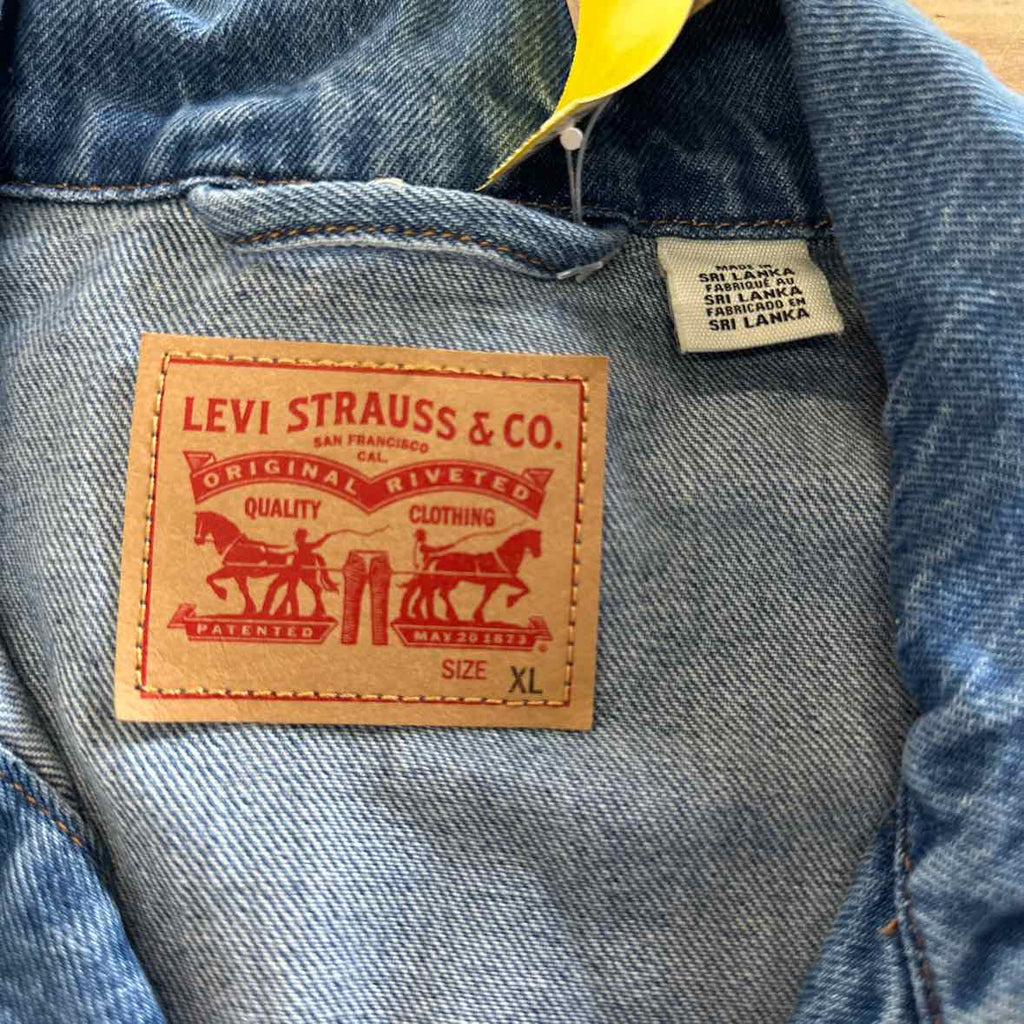 MADE IN
SRI LANKA
FABRIQUÉ AU
SRI LANKA
FABRICADO EN
SRI LANKA
LEVI STRAUSS & CO.
SAN FRANCISCO
CAL.
ORIGINAL RIVETED
QUALITY CLOTHING
PATENTED MAY 20 1873
®
SIZE XL